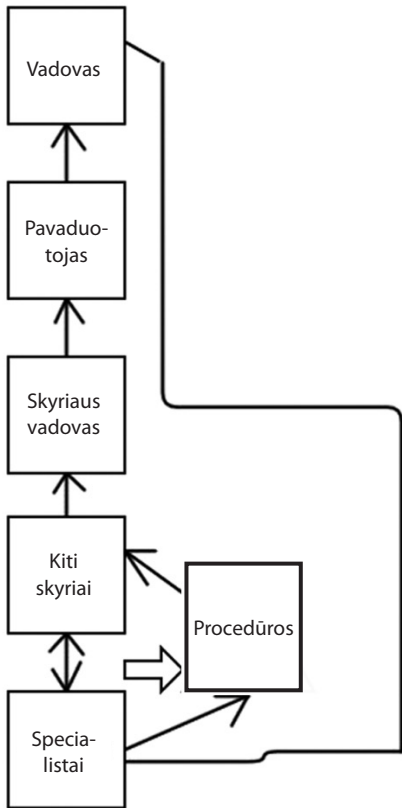 Vadovas
Pavaduo-
tojas
Skyriaus
vadovas
Kiti
skyriai
Procedūros
Specia-
listai